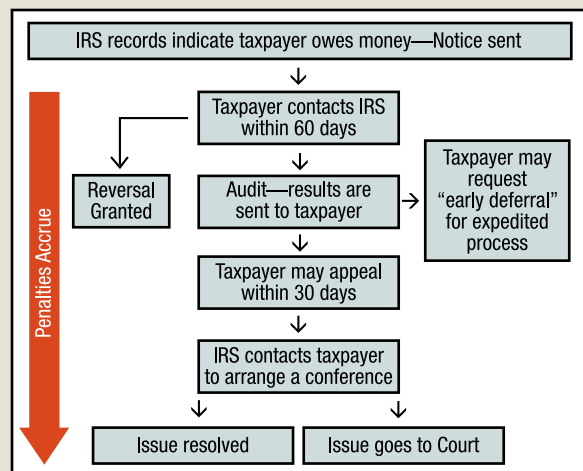 IRS records indicate taxpayer owes money—Notice sent
Taxpayer contacts IRS
within 60 days
Reversal
Granted
Audit—results are
sent to taxpayer
Taxpayer may
request
“early deferral”
for expedited
process
Taxpayer may appeal
within 30 days
IRS contacts taxpayer
to arrange a conference
Issue resolved
Issue goes to Court
Penalties Accrue